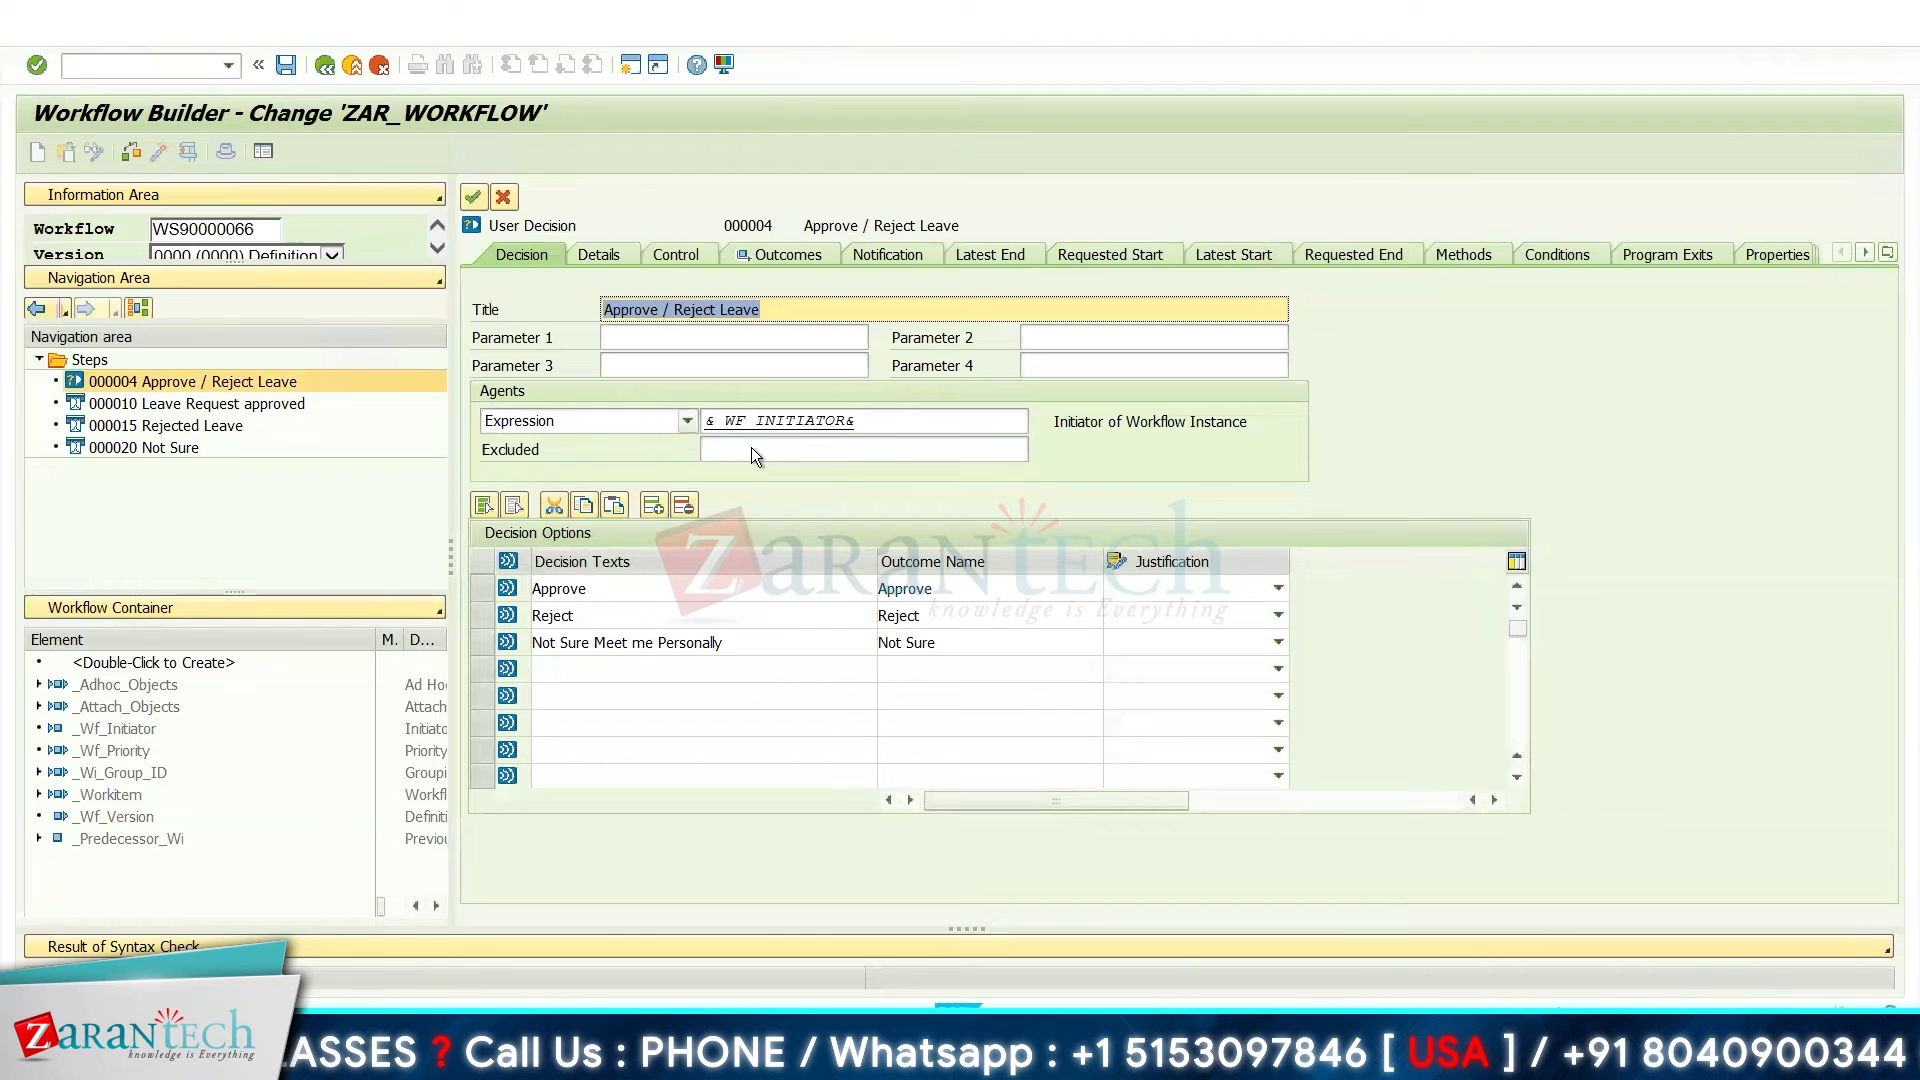 Workflow Builder - Change 'ZAR_WORKFLOW'
Information Area
Workflow WS90000066
Version 0000 (0000) Definition
Navigation Area
Navigation area
Steps
000004 Approve / Reject Leave
000010 Leave Request approved
000015 Rejected Leave
000020 Not Sure
Workflow Container
Element M. D...
<Double-Click to Create>
_Adhoc_Objects Ad Ho
_Attach_Objects Attach
_Wf_Initiator Initiato
_Wf_Priority Priority
_Wi_Group_ID Groupi
_Workitem Workfl
_Wf_Version Definiti
_Predecessor_Wi Previou
User Decision 000004 Approve / Reject Leave
Decision Details Control Outcomes Notification Latest End Requested Start Latest Start Requested End Methods Conditions Program Exits Properties
Title Approve / Reject Leave
Parameter 1 Parameter 2
Parameter 3 Parameter 4
Agents
Expression & WF INITIATOR& Initiator of Workflow Instance
Excluded
Decision Options
Decision Texts Outcome Name Justification
Approve Approve
Reject Reject
Not Sure Meet me Personally Not Sure
ZARANTECH
knowledge is Everything
Result of Syntax Check
ZARANTECH
knowledge is Everything
LASSES ? Call Us : PHONE / Whatsapp : +1 5153097846 [ USA ] / +91 8040900344